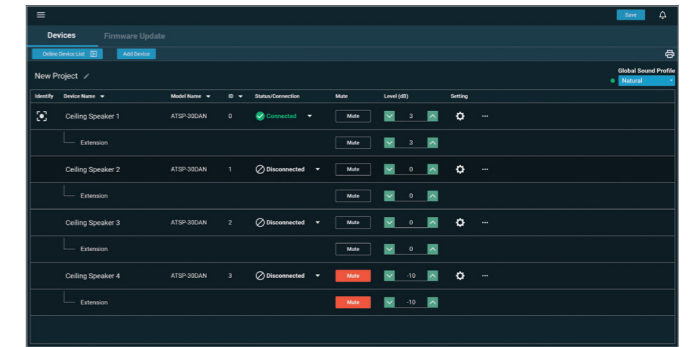 Save
Devices Firmware Update
Online Device List Add Device
New Project
Global Sound Profile
Natural
Identify Device Name Model Name ID Status/Connection Mute Level (dB) Setting
Ceiling Speaker 1 ATSP-30DAN 0 Connected Mute 3
Extension Mute 3
Ceiling Speaker 2 ATSP-30DAN 1 Disconnected Mute 0
Extension Mute 0
Ceiling Speaker 3 ATSP-30DAN 2 Disconnected Mute 0
Extension Mute 0
Ceiling Speaker 4 ATSP-30DAN 3 Disconnected Mute -10
Extension Mute -10